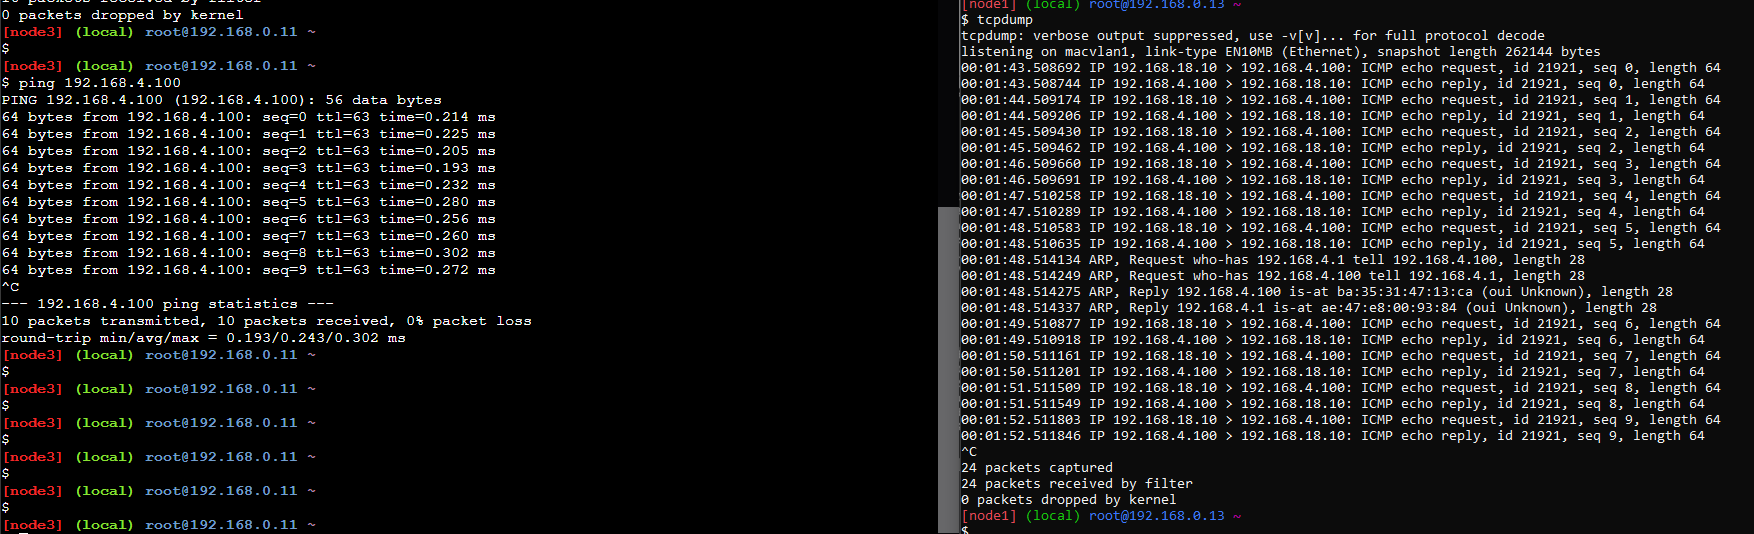 0 packets dropped by kernel
[node3] (local) root@192.168.0.11 ~
$
[node3] (local) root@192.168.0.11 ~
$ ping 192.168.4.100
PING 192.168.4.100 (192.168.4.100): 56 data bytes
64 bytes from 192.168.4.100: seq=0 ttl=63 time=0.214 ms
64 bytes from 192.168.4.100: seq=1 ttl=63 time=0.225 ms
64 bytes from 192.168.4.100: seq=2 ttl=63 time=0.205 ms
64 bytes from 192.168.4.100: seq=3 ttl=63 time=0.193 ms
64 bytes from 192.168.4.100: seq=4 ttl=63 time=0.232 ms
64 bytes from 192.168.4.100: seq=5 ttl=63 time=0.280 ms
64 bytes from 192.168.4.100: seq=6 ttl=63 time=0.256 ms
64 bytes from 192.168.4.100: seq=7 ttl=63 time=0.260 ms
64 bytes from 192.168.4.100: seq=8 ttl=63 time=0.302 ms
64 bytes from 192.168.4.100: seq=9 ttl=63 time=0.272 ms
^C
--- 192.168.4.100 ping statistics ---
10 packets transmitted, 10 packets received, 0% packet loss
round-trip min/avg/max = 0.193/0.243/0.302 ms
[node3] (local) root@192.168.0.11 ~
$
[node3] (local) root@192.168.0.11 ~
$
[node3] (local) root@192.168.0.11 ~
$
[node3] (local) root@192.168.0.11 ~
$
[node3] (local) root@192.168.0.11 ~
$
[node3] (local) root@192.168.0.11 ~
[node1] (local) root@192.168.0.13 ~
$ tcpdump
tcpdump: verbose output suppressed, use -v[v]... for full protocol decode
listening on macvlan1, link-type EN10MB (Ethernet), snapshot length 262144 bytes
00:01:43.508692 IP 192.168.18.10 > 192.168.4.100: ICMP echo request, id 21921, seq 0, length 64
00:01:43.508744 IP 192.168.4.100 > 192.168.18.10: ICMP echo reply, id 21921, seq 0, length 64
00:01:44.509174 IP 192.168.18.10 > 192.168.4.100: ICMP echo request, id 21921, seq 1, length 64
00:01:44.509206 IP 192.168.4.100 > 192.168.18.10: ICMP echo reply, id 21921, seq 1, length 64
00:01:45.509430 IP 192.168.18.10 > 192.168.4.100: ICMP echo request, id 21921, seq 2, length 64
00:01:45.509462 IP 192.168.4.100 > 192.168.18.10: ICMP echo reply, id 21921, seq 2, length 64
00:01:46.509660 IP 192.168.18.10 > 192.168.4.100: ICMP echo request, id 21921, seq 3, length 64
00:01:46.509691 IP 192.168.4.100 > 192.168.18.10: ICMP echo reply, id 21921, seq 3, length 64
00:01:47.510258 IP 192.168.18.10 > 192.168.4.100: ICMP echo request, id 21921, seq 4, length 64
00:01:47.510289 IP 192.168.4.100 > 192.168.18.10: ICMP echo reply, id 21921, seq 4, length 64
00:01:48.510583 IP 192.168.18.10 > 192.168.4.100: ICMP echo request, id 21921, seq 5, length 64
00:01:48.510635 IP 192.168.4.100 > 192.168.18.10: ICMP echo reply, id 21921, seq 5, length 64
00:01:48.514134 ARP, Request who-has 192.168.4.1 tell 192.168.4.100, length 28
00:01:48.514249 ARP, Request who-has 192.168.4.100 tell 192.168.4.1, length 28
00:01:48.514275 ARP, Reply 192.168.4.100 is-at ba:35:31:47:13:ca (oui Unknown), length 28
00:01:48.514337 ARP, Reply 192.168.4.1 is-at ae:47:e8:00:93:84 (oui Unknown), length 28
00:01:49.510877 IP 192.168.18.10 > 192.168.4.100: ICMP echo request, id 21921, seq 6, length 64
00:01:49.510918 IP 192.168.4.100 > 192.168.18.10: ICMP echo reply, id 21921, seq 6, length 64
00:01:50.511161 IP 192.168.18.10 > 192.168.4.100: ICMP echo request, id 21921, seq 7, length 64
00:01:50.511201 IP 192.168.4.100 > 192.168.18.10: ICMP echo reply, id 21921, seq 7, length 64
00:01:51.511509 IP 192.168.18.10 > 192.168.4.100: ICMP echo request, id 21921, seq 8, length 64
00:01:51.511549 IP 192.168.4.100 > 192.168.18.10: ICMP echo reply, id 21921, seq 8, length 64
00:01:52.511803 IP 192.168.18.10 > 192.168.4.100: ICMP echo request, id 21921, seq 9, length 64
00:01:52.511846 IP 192.168.4.100 > 192.168.18.10: ICMP echo reply, id 21921, seq 9, length 64
^C
24 packets captured
24 packets received by filter
0 packets dropped by kernel
[node1] (local) root@192.168.0.13 ~
$